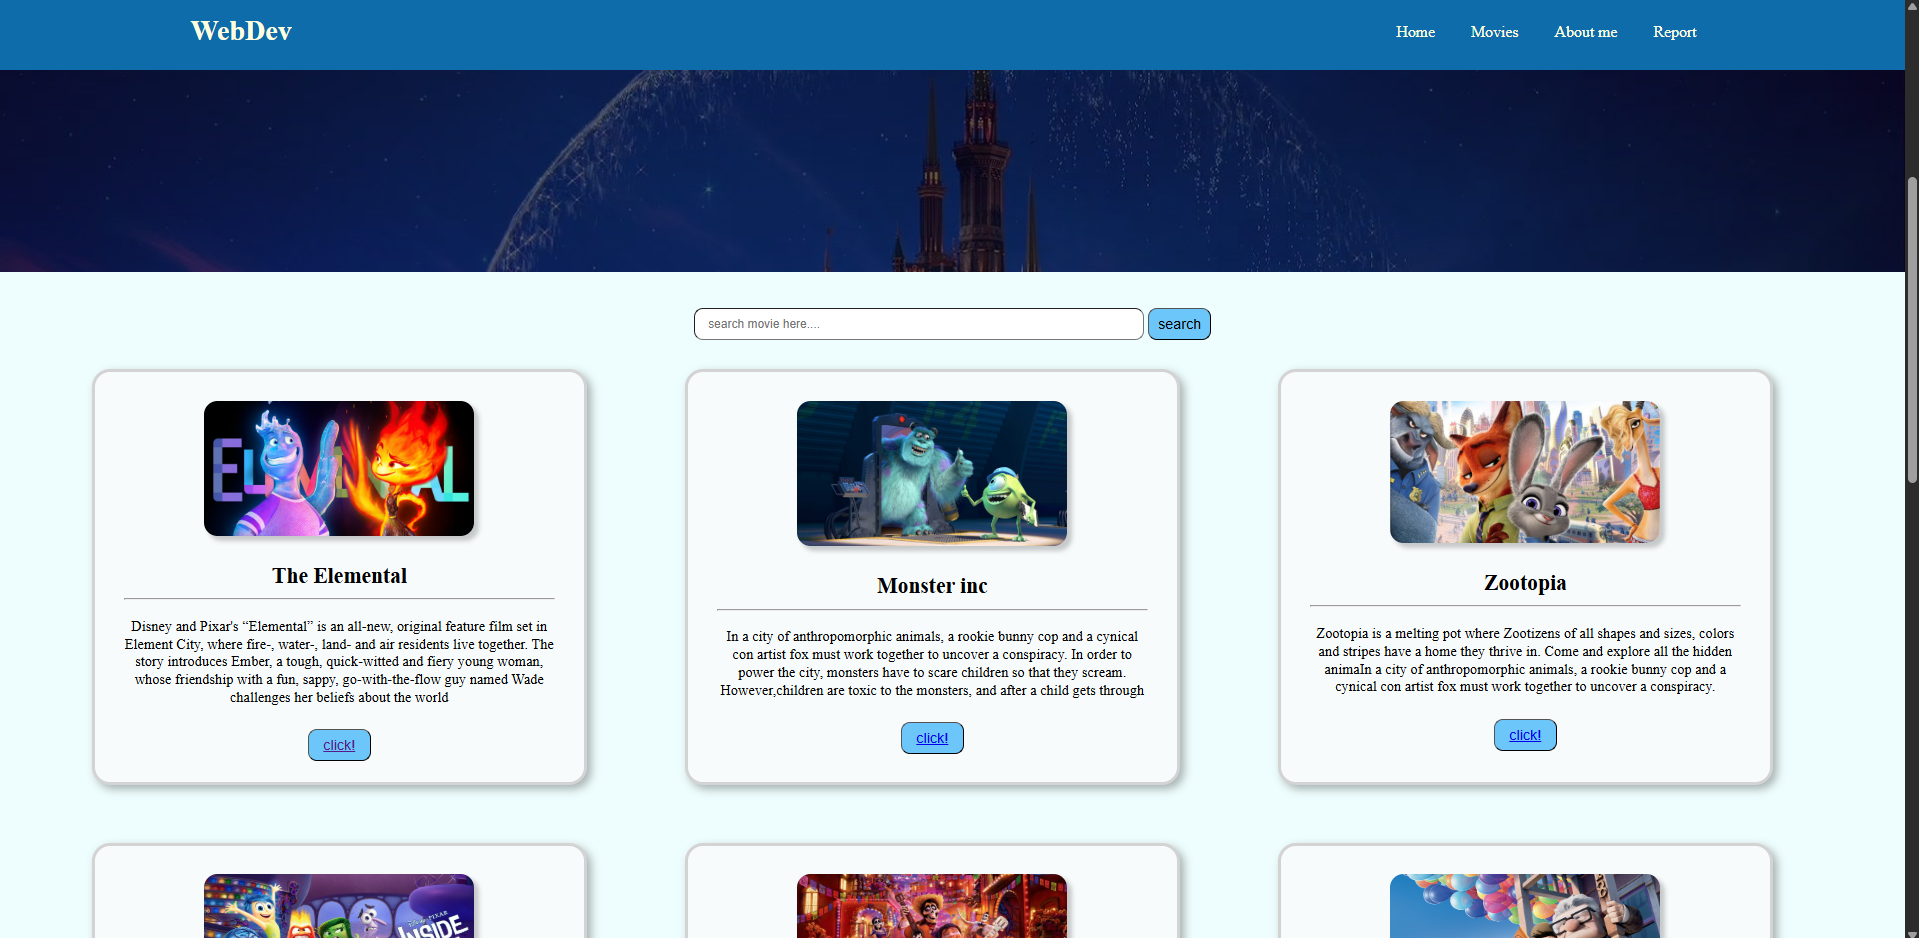 WebDev
Home Movies About me Report
search movie here....
search
ELEMENTAL
The Elemental
Disney and Pixar's “Elemental” is an all-new, original feature film set in
Element City, where fire-, water-, land- and air residents live together. The
story introduces Ember, a tough, quick-witted and fiery young woman,
whose friendship with a fun, sappy, go-with-the-flow guy named Wade
challenges her beliefs about the world
click!
Monster inc
In a city of anthropomorphic animals, a rookie bunny cop and a cynical
con artist fox must work together to uncover a conspiracy. In order to
power the city, monsters have to scare children so that they scream.
However,children are toxic to the monsters, and after a child gets through
click!
Zootopia
Zootopia is a melting pot where Zootizens of all shapes and sizes, colors
and stripes have a home they thrive in. Come and explore all the hidden
animaIn a city of anthropomorphic animals, a rookie bunny cop and a
cynical con artist fox must work together to uncover a conspiracy.
click!
Disney PIXAR
INSIDE